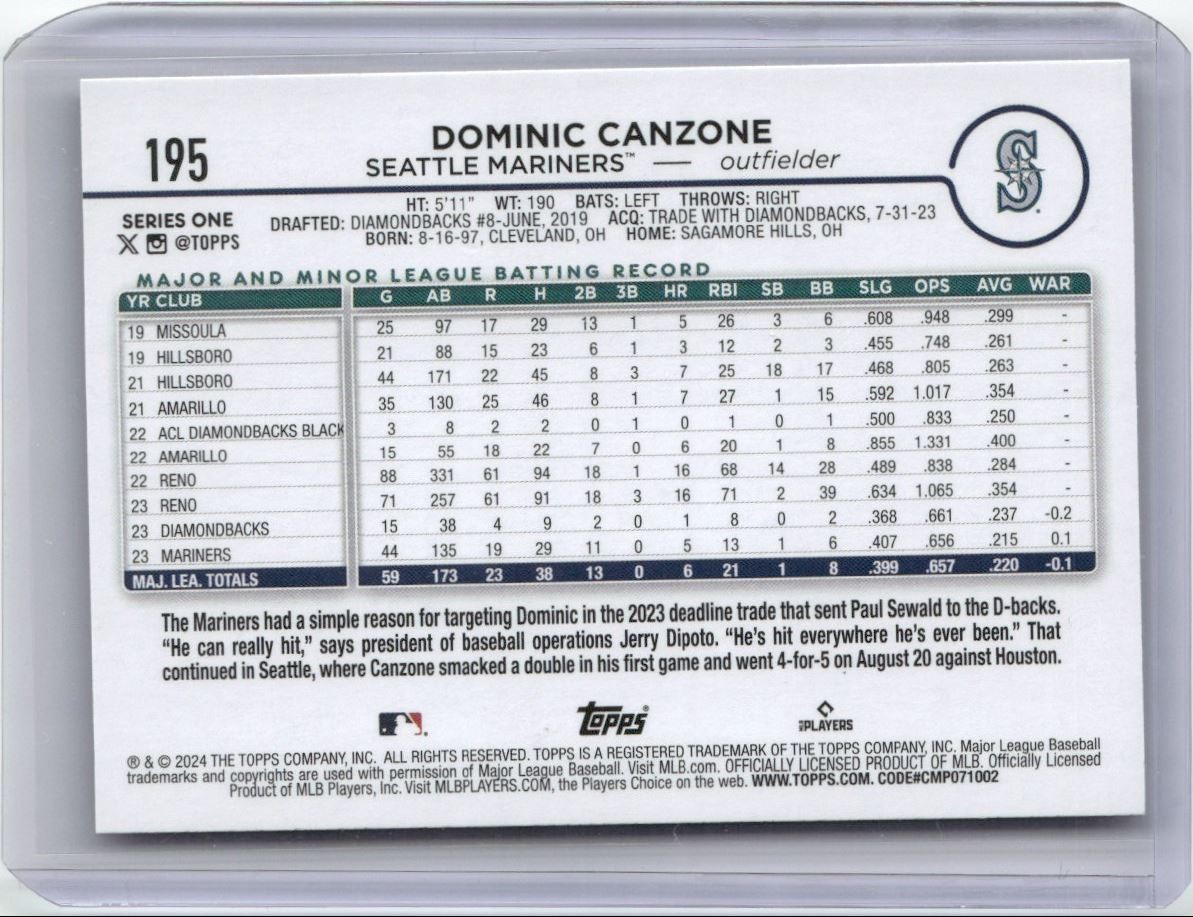 195
DOMINIC CANZONE
SEATTLE MARINERS™ — outfielder
S
SERIES ONE
@TOPPS
HT: 5'11" WT: 190 BATS: LEFT THROWS: RIGHT
DRAFTED: DIAMONDBACKS #8-JUNE, 2019 ACQ: TRADE WITH DIAMONDBACKS, 7-31-23
BORN: 8-16-97, CLEVELAND, OH HOME: SAGAMORE HILLS, OH
MAJOR AND MINOR LEAGUE BATTING RECORD
YR CLUB G AB R H 2B 3B HR RBI SB BB SLG OPS AVG WAR
19 MISSOULA 25 97 17 29 13 1 5 26 3 6 .608 .948 .299 -
19 HILLSBORO 21 88 15 23 6 1 3 12 2 3 .455 .748 .261 -
21 HILLSBORO 44 171 22 45 8 3 7 25 18 17 .468 .805 .263 -
21 AMARILLO 35 130 25 46 8 1 7 27 1 15 .592 1.017 .354 -
22 ACL DIAMONDBACKS BLACK 3 8 2 2 0 1 0 1 0 1 .500 .833 .250 -
22 AMARILLO 15 55 18 22 7 0 6 20 1 8 .855 1.331 .400 -
22 RENO 88 331 61 94 18 1 16 68 14 28 .489 .838 .284 -
23 RENO 71 257 61 91 18 3 16 71 2 39 .634 1.065 .354 -
23 DIAMONDBACKS 15 38 4 9 2 0 1 8 0 2 .368 .661 .237 -0.2
23 MARINERS 44 135 19 29 11 0 5 13 1 6 .407 .656 .215 0.1
MAJ. LEA. TOTALS 59 173 23 38 13 0 6 21 1 8 .399 .657 .220 -0.1
The Mariners had a simple reason for targeting Dominic in the 2023 deadline trade that sent Paul Sewald to the D-backs.
“He can really hit,” says president of baseball operations Jerry Dipoto. “He’s hit everywhere he’s ever been.” That
continued in Seattle, where Canzone smacked a double in his first game and went 4-for-5 on August 20 against Houston.
topps®
PLAYERS
® & © 2024 THE TOPPS COMPANY, INC. ALL RIGHTS RESERVED. TOPPS IS A REGISTERED TRADEMARK OF THE TOPPS COMPANY, INC. Major League Baseball
trademarks and copyrights are used with permission of Major League Baseball. Visit MLB.com. OFFICIALLY LICENSED PRODUCT OF MLB. Officially Licensed
Product of MLB Players, Inc. Visit MLBPLAYERS.COM, the Players Choice on the web. WWW.TOPPS.COM. CODE#CMP071002